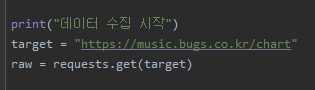 print("데이터 수집 시작")
target = "https://music.bugs.co.kr/chart"
raw = requests.get(target)